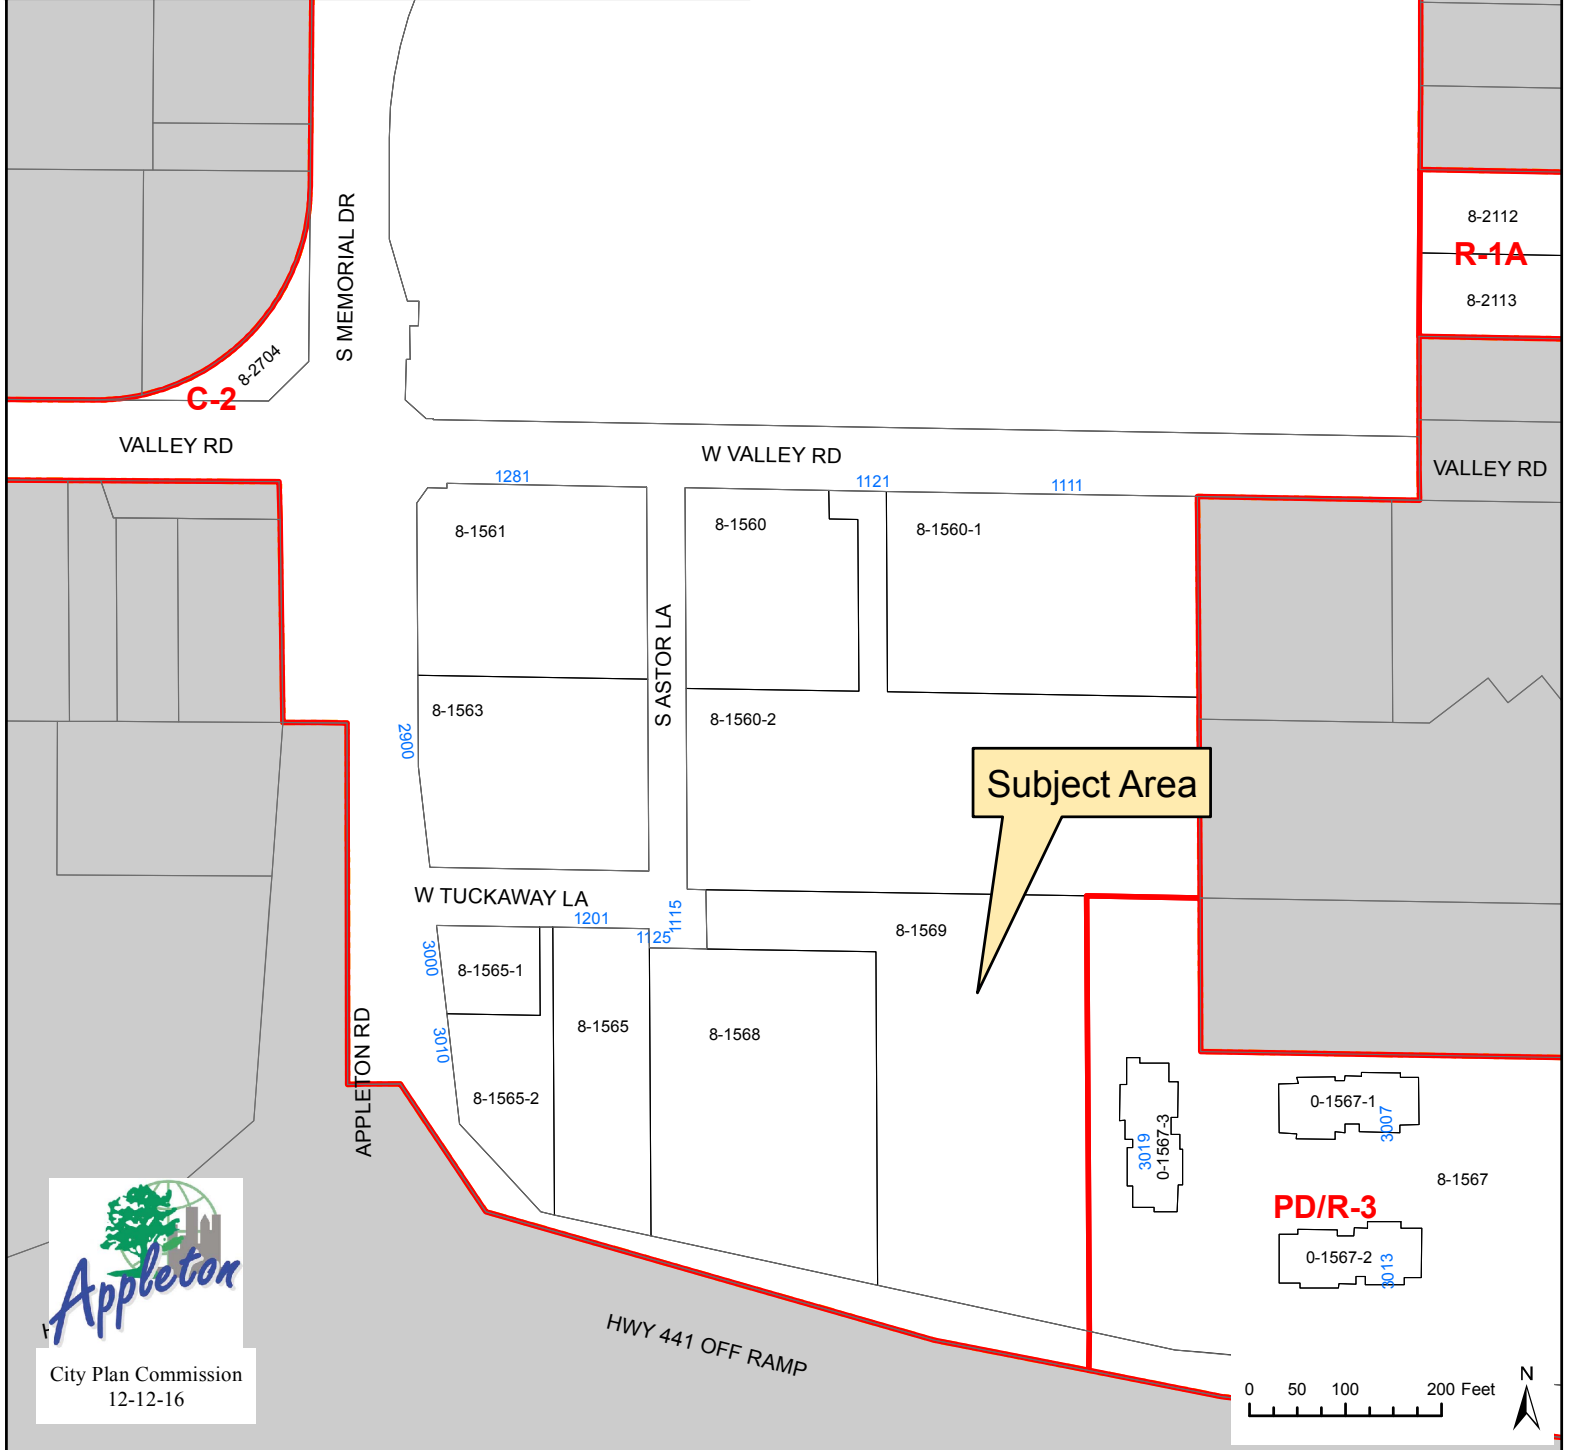 8-2112
R-1A
8-2113
S MEMORIAL DR
8-2704
C-2
VALLEY RD
W VALLEY RD
VALLEY RD
1281
1121
1111
8-1561
8-1560
8-1560-1
S ASTOR LA
8-1563
8-1560-2
2900
Subject Area
W TUCKAWAY LA
1201
1125
1115
8-1569
3000
8-1565-1
8-1565
8-1568
3010
8-1565-2
APPLETON RD
3019
0-1567-3
0-1567-1
3007
8-1567
PD/R-3
0-1567-2
3013
HWY 441 OFF RAMP
Appleton
City Plan Commission
12-12-16
0 50 100 200 Feet
N